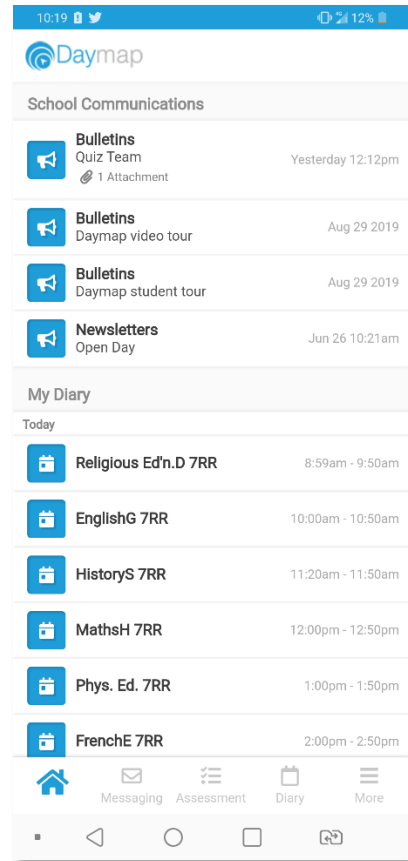 10:19 12%
Daymap
School Communications
Bulletins
Quiz Team Yesterday 12:12pm
1 Attachment
Bulletins
Daymap video tour Aug 29 2019
Bulletins
Daymap student tour Aug 29 2019
Newsletters
Open Day Jun 26 10:21am
My Diary
Today
Religious Ed'n.D 7RR 8:59am - 9:50am
EnglishG 7RR 10:00am - 10:50am
HistoryS 7RR 11:20am - 11:50am
MathsH 7RR 12:00pm - 12:50pm
Phys. Ed. 7RR 1:00pm - 1:50pm
FrenchE 7RR 2:00pm - 2:50pm
Messaging Assessment Diary More